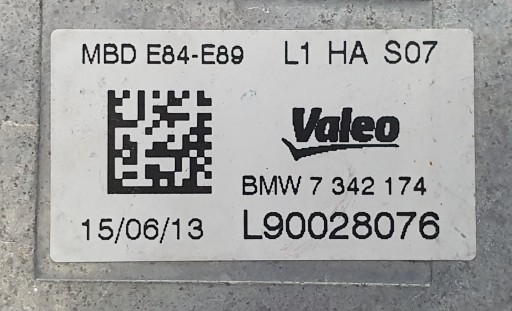 MBD E84-E89 L1 HA S07
Valeo
BMW 7 342 174
15/06/13 L90028076